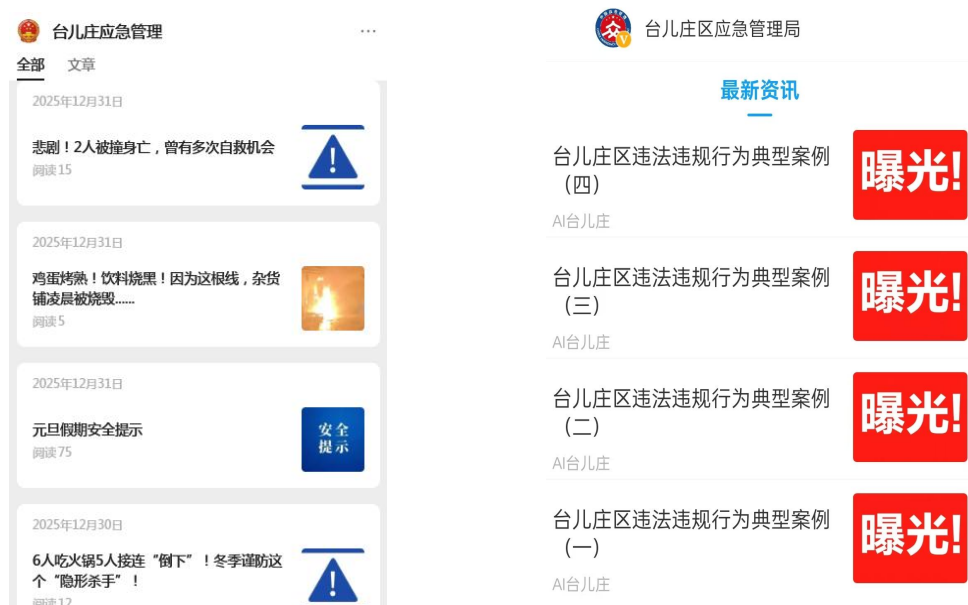 台儿庄应急管理
全部 文章
2025年12月31日
悲剧！2人被撞身亡，曾有多次自救机会
阅读 15
2025年12月31日
鸡蛋烤熟！饮料烧黑！因为这根线，杂货
铺凌晨被烧毁......
阅读 5
2025年12月31日
元旦假期安全提示
阅读 75
安全
提示
2025年12月30日
6人吃火锅5人接连“倒下”！冬季谨防这
个“隐形杀手”！
阅读 12
台儿庄区应急管理局
最新资讯
台儿庄区违法违规行为典型案例
（四）
AI台儿庄
曝光!
台儿庄区违法违规行为典型案例
（三）
AI台儿庄
曝光!
台儿庄区违法违规行为典型案例
（二）
AI台儿庄
曝光!
台儿庄区违法违规行为典型案例
（一）
AI台儿庄
曝光!